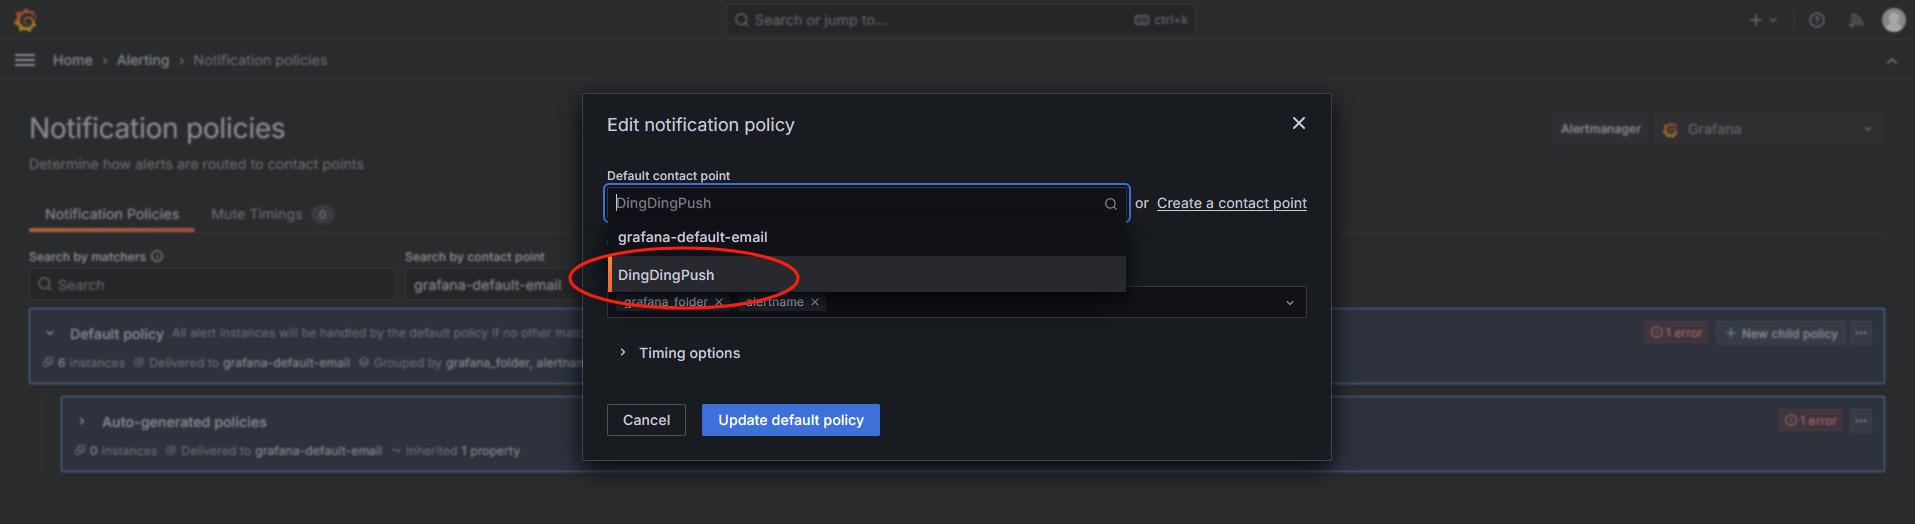 Search or jump to...
ctrl+k
Home › Alerting › Notification policies
Notification policies
Determine how alerts are routed to contact points
Alertmanager
Grafana
Notification Policies
Mute Timings 0
Search by matchers
Search by contact point
Search
grafana-default-email
Default policy All alert instances will be handled by the default policy if no other
1 error
+ New child policy
6 instances Delivered to grafana-default-email Grouped by grafana_folder,
Auto-generated policies
1 error
0 instances Delivered to grafana-default-email Inherited 1 property
Edit notification policy
Default contact point
DingDingPush
or Create a contact point
grafana-default-email
DingDingPush
grafana_folder
alertname
Timing options
Cancel
Update default policy